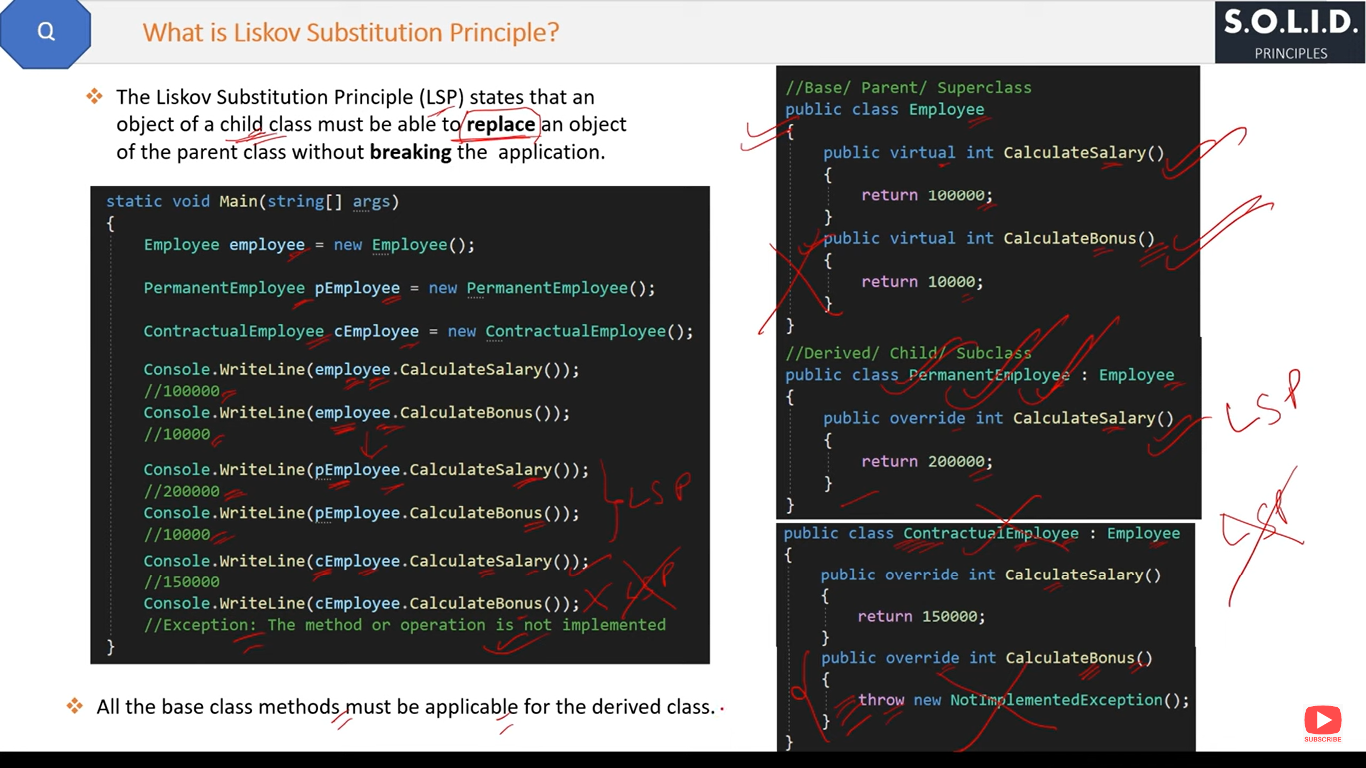 Q
What is Liskov Substitution Principle?
S.O.L.I.D.
PRINCIPLES
❖ The Liskov Substitution Principle (LSP) states that an
object of a child class must be able to replace an object
of the parent class without breaking the application.
static void Main(string[] args)
{
Employee employee = new Employee();
PermanentEmployee pEmployee = new PermanentEmployee();
ContractualEmployee cEmployee = new ContractualEmployee();
Console.WriteLine(employee.CalculateSalary());
//100000
Console.WriteLine(employee.CalculateBonus());
//10000
Console.WriteLine(pEmployee.CalculateSalary());
//200000
Console.WriteLine(pEmployee.CalculateBonus());
//10000
LSP
Console.WriteLine(cEmployee.CalculateSalary());
//150000
Console.WriteLine(cEmployee.CalculateBonus());
LSP
//Exception: The method or operation is not implemented
}
❖ All the base class methods must be applicable for the derived class.
//Base/ Parent/ Superclass
public class Employee
{
public virtual int CalculateSalary()
{
return 100000;
}
public virtual int CalculateBonus()
{
return 10000;
}
}
//Derived/ Child/ Subclass
public class PermanentEmployee : Employee
{
public override int CalculateSalary()
{
return 200000;
}
}
LSP
public class ContractualEmployee : Employee
{
public override int CalculateSalary()
{
return 150000;
}
public override int CalculateBonus()
{
throw new NotImplementedException();
}
}
LSP
SUBSCRIBE